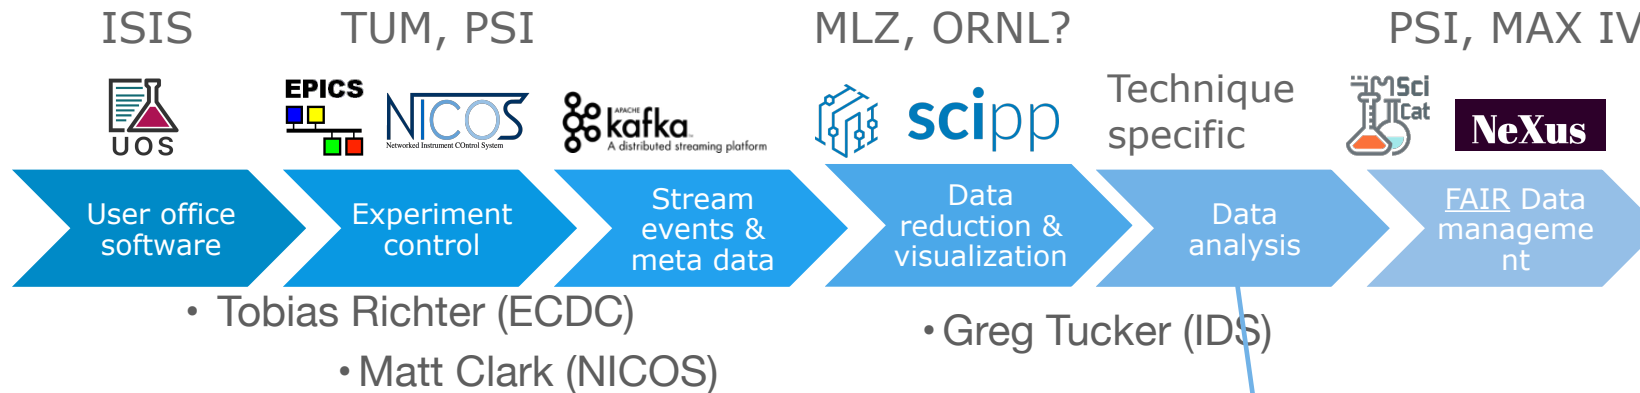 ISIS
TUM, PSI
MLZ, ORNL?
PSI, MAX IV
UOS
EPICS
NICOS
Networked Instrument COntrol System
APACHE
kafka
A distributed streaming platform
scipp
Technique
specific
SciCat
NeXus
User office
software
Experiment
control
Stream
events &
meta data
Data
reduction &
visualization
Data
analysis
FAIR Data
manageme
nt
• Tobias Richter (ECDC)
• Matt Clark (NICOS)
• Greg Tucker (IDS)